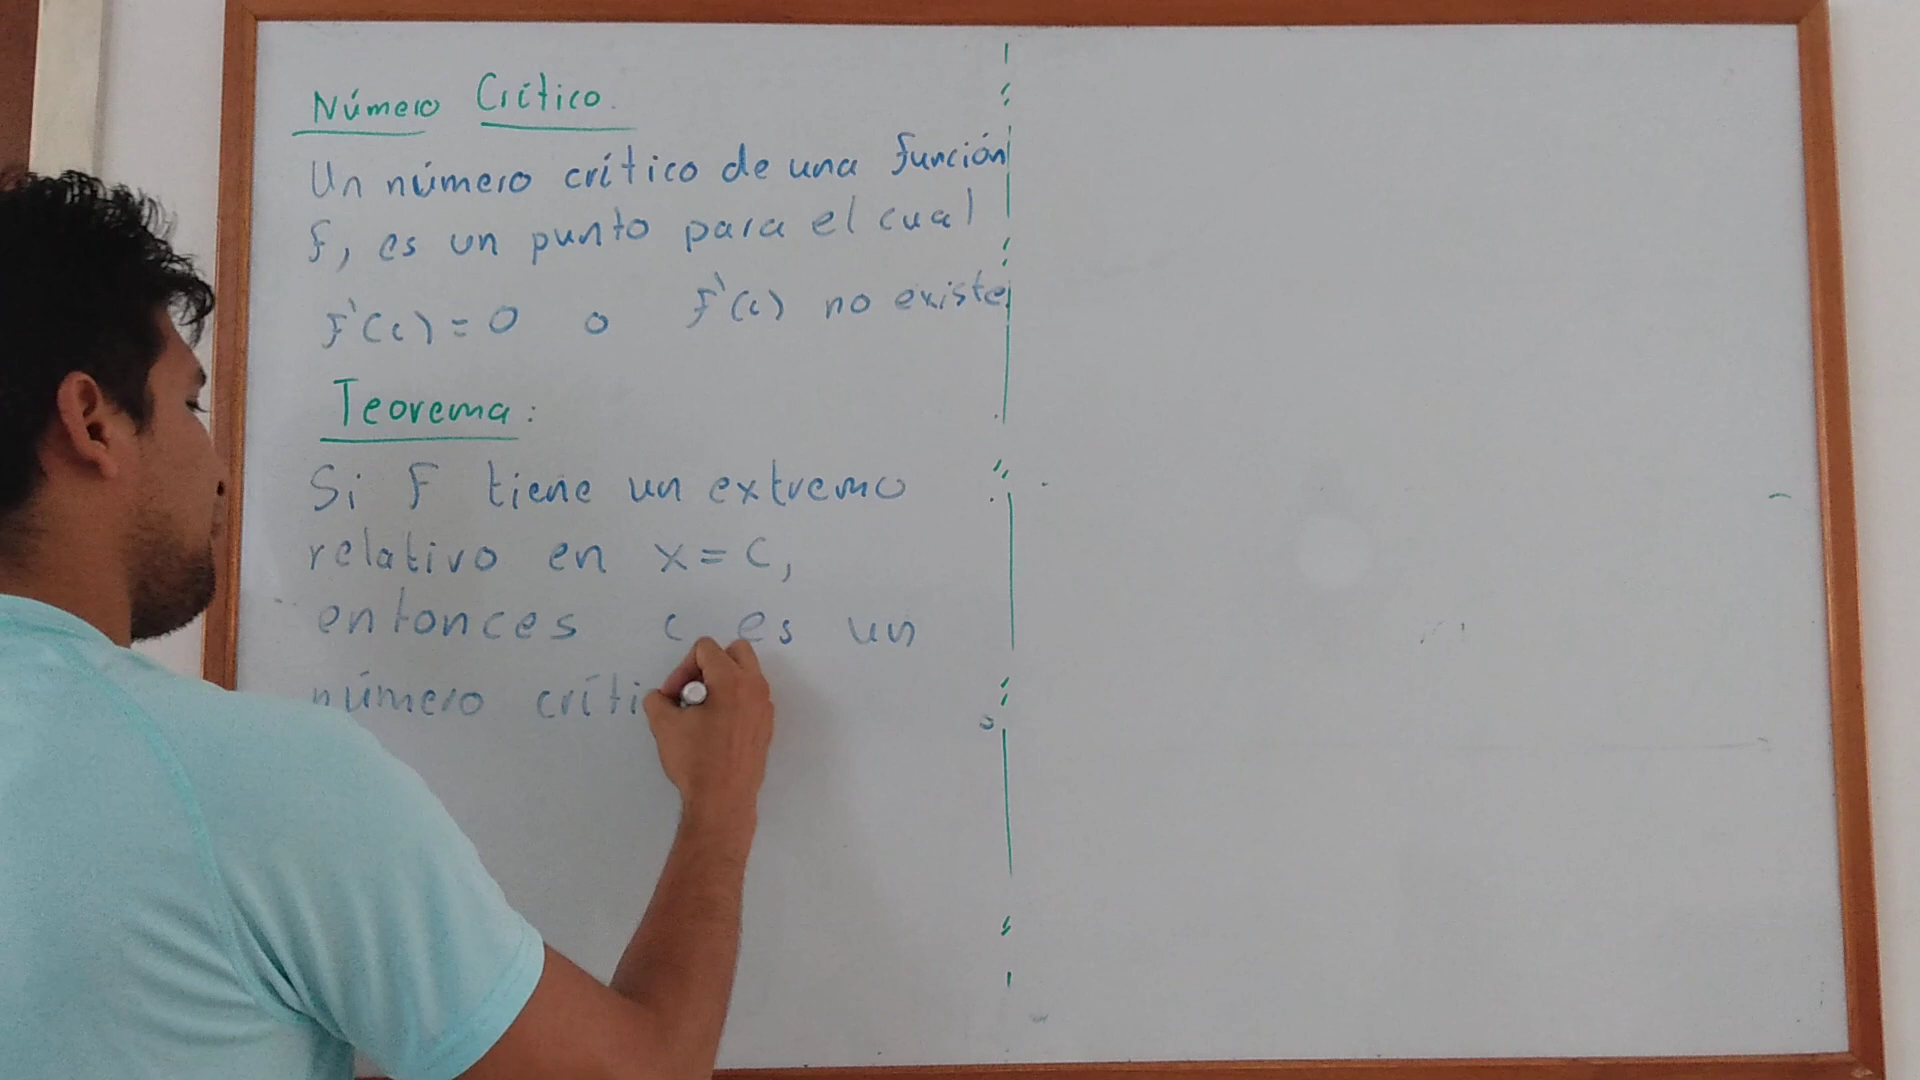 Número Crítico.
Un número crítico de una función
f, es un punto para el cual
f'(c) = 0 o f'(c) no existe
Teorema:
Si F tiene un extremo
relativo en x = c,
entonces c es un
número críti